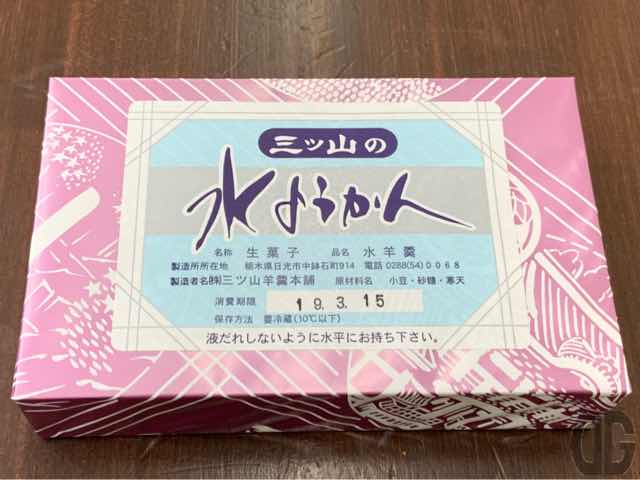 三ッ山の
水ようかん
名称 生菓子 品名 水羊羹
製造所所在地 栃木県日光市中鉢石町914 電話0288(54)0068
製造者名㈱三ツ山羊羹本舗 原材料名 小豆・砂糖・寒天
消費期限 19.3.15
保存方法 要冷蔵(10℃以下)
液だれしないように水平にお持ち下さい。
DG